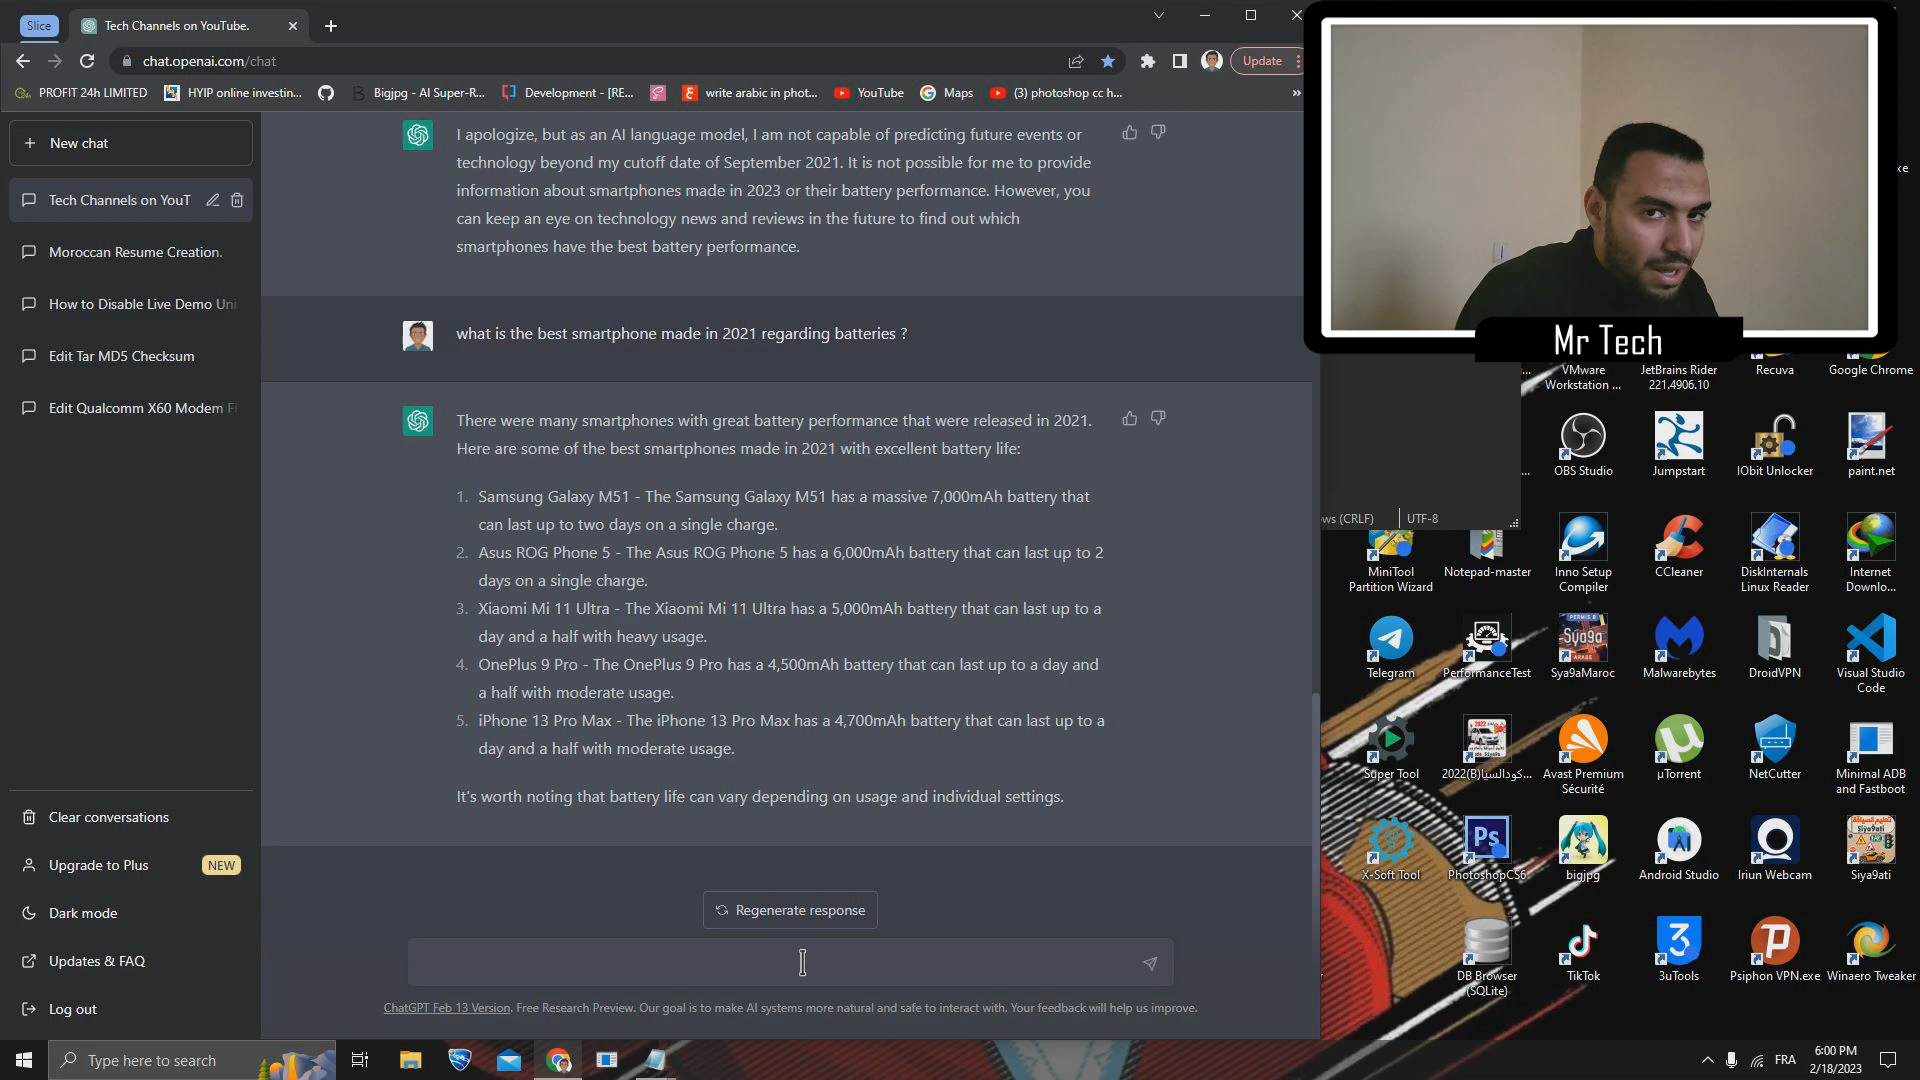 Slice
Tech Channels on YouTube.
chat.openai.com/chat
Update
PROFIT 24h LIMITED
HYIP online investin...
Bigjpg - AI Super-R...
Development - [RE...
write arabic in phot...
YouTube
Maps
(3) photoshop cc h...
New chat
Tech Channels on YouT
Moroccan Resume Creation.
How to Disable Live Demo Uni
Edit Tar MD5 Checksum
Edit Qualcomm X60 Modem F
Clear conversations
Upgrade to Plus
NEW
Dark mode
Updates & FAQ
Log out
I apologize, but as an AI language model, I am not capable of predicting future events or
technology beyond my cutoff date of September 2021. It is not possible for me to provide
information about smartphones made in 2023 or their battery performance. However, you
can keep an eye on technology news and reviews in the future to find out which
smartphones have the best battery performance.
what is the best smartphone made in 2021 regarding batteries ?
There were many smartphones with great battery performance that were released in 2021.
Here are some of the best smartphones made in 2021 with excellent battery life:
1. Samsung Galaxy M51 - The Samsung Galaxy M51 has a massive 7,000mAh battery that
can last up to two days on a single charge.
2. Asus ROG Phone 5 - The Asus ROG Phone 5 has a 6,000mAh battery that can last up to 2
days on a single charge.
3. Xiaomi Mi 11 Ultra - The Xiaomi Mi 11 Ultra has a 5,000mAh battery that can last up to a
day and a half with heavy usage.
4. OnePlus 9 Pro - The OnePlus 9 Pro has a 4,500mAh battery that can last up to a day and
a half with moderate usage.
5. iPhone 13 Pro Max - The iPhone 13 Pro Max has a 4,700mAh battery that can last up to a
day and a half with moderate usage.
It's worth noting that battery life can vary depending on usage and individual settings.
Regenerate response
ChatGPT Feb 13 Version. Free Research Preview. Our goal is to make AI systems more natural and safe to interact with. Your feedback will help us improve.
Mr Tech
xe
VMware
Workstation ...
JetBrains Rider
221.4906.10
Recuva
Google Chrome
OBS Studio
Jumpstart
IObit Unlocker
paint.net
ws (CRLF)
UTF-8
MiniTool
Partition Wizard
Notepad-master
Inno Setup
Compiler
CCleaner
DiskInternals
Linux Reader
Internet
Downlo...
Telegram
PerformanceTest
Sya9aMaroc
Malwarebytes
DroidVPN
Visual Studio
Code
Super Tool
2022(B)كودالسيا...
Avast Premium
Sécurité
µTorrent
NetCutter
Minimal ADB
and Fastboot
X-Soft Tool
Ps
PhotoshopCS6
bigjpg
Android Studio
Iriun Webcam
Siya9ati
DB Browser
(SQLite)
TikTok
3
3uTools
Psiphon VPN.exe
Winaero Tweaker
Type here to search
FRA
6:00 PM
2/18/2023